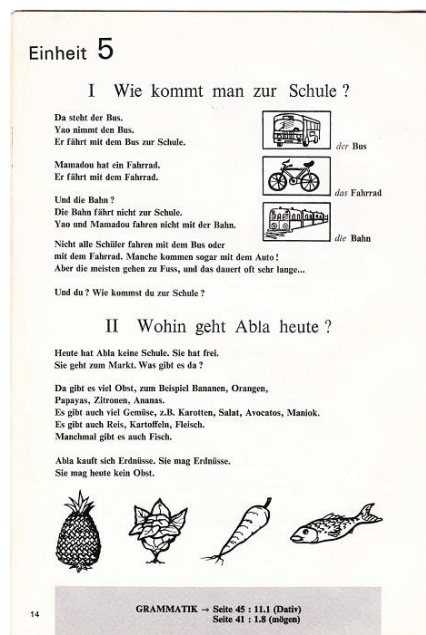 Einheit 5
I Wie kommt man zur Schule ?
Da steht der Bus.
Yao nimmt den Bus.
Er fährt mit dem Bus zur Schule.
der Bus
Mamadou hat ein Fahrrad.
Er fährt mit dem Fahrrad.
das Fahrrad
Und die Bahn ?
Die Bahn fährt nicht zur Schule.
Yao und Mamadou fahren nicht mit der Bahn.
die Bahn
Nicht alle Schüler fahren mit dem Bus oder
mit dem Fahrrad. Manche kommen sogar mit dem Auto !
Aber die meisten gehen zu Fuss, und das dauert oft sehr lange...
Und du ? Wie kommst du zur Schule ?
II Wohin geht Abla heute ?
Heute hat Abla keine Schule. Sie hat frei.
Sie geht zum Markt. Was gibt es da ?
Da gibt es viel Obst, zum Beispiel Bananen, Orangen,
Papayas, Zitronen, Ananas.
Es gibt auch viel Gemüse, z.B. Karotten, Salat, Avocatos, Maniok.
Es gibt auch Reis, Kartoffeln, Fleisch.
Manchmal gibt es auch Fisch.
Abla kauft sich Erdnüsse. Sie mag Erdnüsse.
Sie mag heute kein Obst.
GRAMMATIK → Seite 45 : 11.1 (Dativ)
Seite 41 : 1.8 (mögen)
14